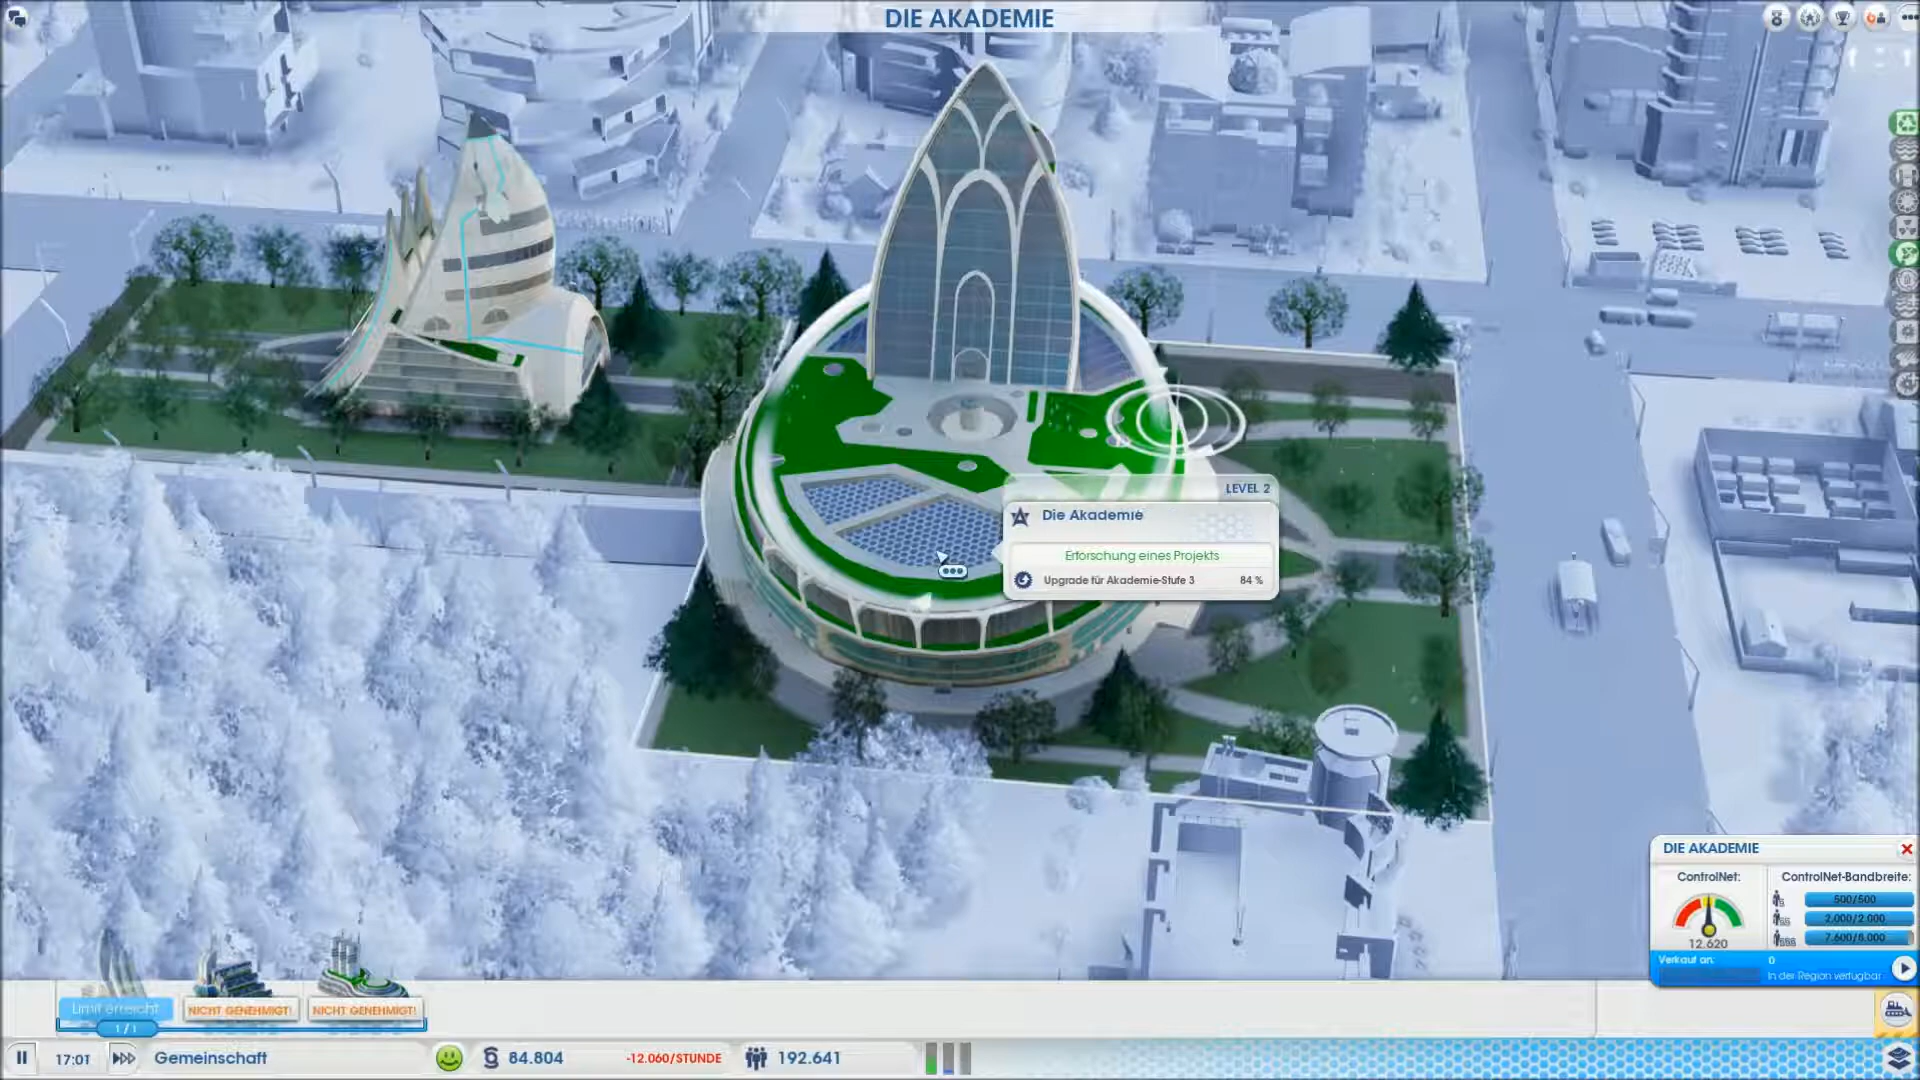 DIE AKADEMIE
LEVEL 2
Die Akademie
Erforschung eines Projekts
Upgrade für Akademie-Stufe 3 84 %
DIE AKADEMIE
ControlNet:
ControlNet-Bandbreite:
500/500
2.000/2.000
7.600/8.000
12.620
Verkauf an: 0
In der Region verfügbar
Limit erreicht
NICHT GENEHMIGT!
NICHT GENEHMIGT!
1 / 1
17:01
Gemeinschaft
84.804
-12.060/STUNDE
192.641